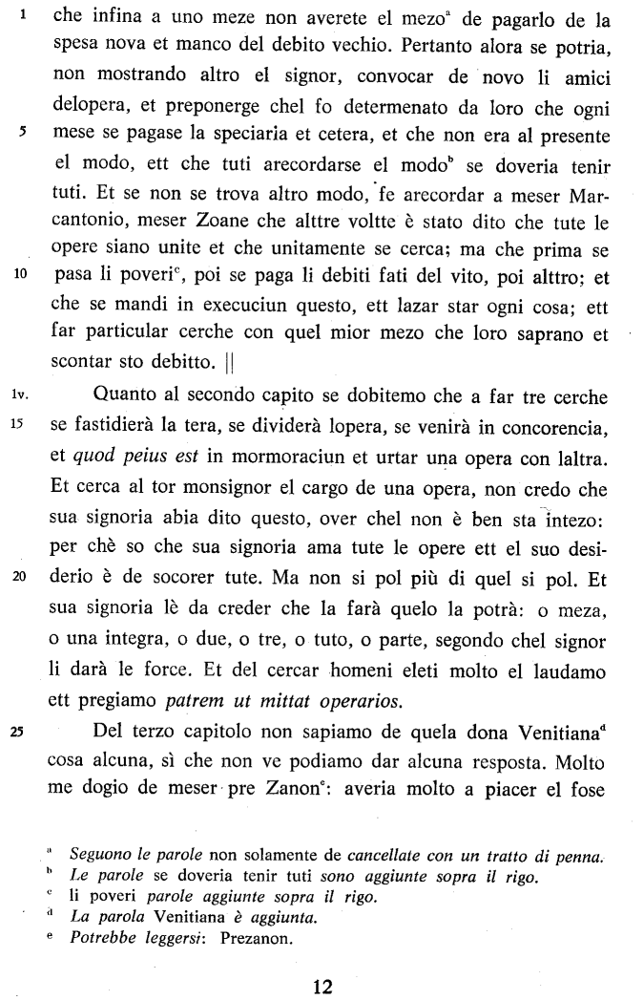 1 che infina a uno meze non averete el mezoª de pagarlo de la
spesa nova et manco del debito vechio. Pertanto alora se potria,
non mostrando altro el signor, convocar de novo li amici
delopera, et preponerge chel fo determenato da loro che ogni
5 mese se pagase la speciaria et cetera, et che non era al presente
el modo, ett che tuti arecordarse el modoᵇ se doveria tenir
tuti. Et se non se trova altro modo, fe arecordar a meser Mar-
cantonio, meser Zoane che alttre voltte è stato dito che tute le
opere siano unite et che unitamente se cerca; ma che prima se
10 pasa li poveriᶜ, poi se paga li debiti fati del vito, poi alttro; et
che se mandi in execuciun questo, ett lazar star ogni cosa; ett
far particular cerche con quel mior mezo che loro saprano et
scontar sto debitto. ||
1v. Quanto al secondo capito se dobitemo che a far tre cerche
15 se fastidierà la tera, se dividerà lopera, se venirà in concorencia,
et quod peius est in mormoraciun et urtar una opera con laltra.
Et cerca al tor monsignor el cargo de una opera, non credo che
sua signoria abia dito questo, over chel non è ben sta intezo:
per chè so che sua signoria ama tute le opere ett el suo desi-
20 derio è de socorer tute. Ma non si pol più di quel si pol. Et
sua signoria lè da creder che la farà quelo la potrà: o meza,
o una integra, o due, o tre, o tuto, o parte, segondo chel signor
li darà le force. Et del cercar homeni eleti molto el laudamo
ett pregiamo patrem ut mittat operarios.
25 Del terzo capitolo non sapiamo de quela dona Venitianaᵈ
cosa alcuna, sì che non ve podiamo dar alcuna resposta. Molto
me dogio de meser pre Zanonᵉ: averia molto a piacer el fose
ª Seguono le parole non solamente de cancellate con un tratto di penna.
ᵇ Le parole se doveria tenir tuti sono aggiunte sopra il rigo.
ᶜ li poveri parole aggiunte sopra il rigo.
ᵈ La parola Venitiana è aggiunta.
ᵉ Potrebbe leggersi: Prezanon.
12